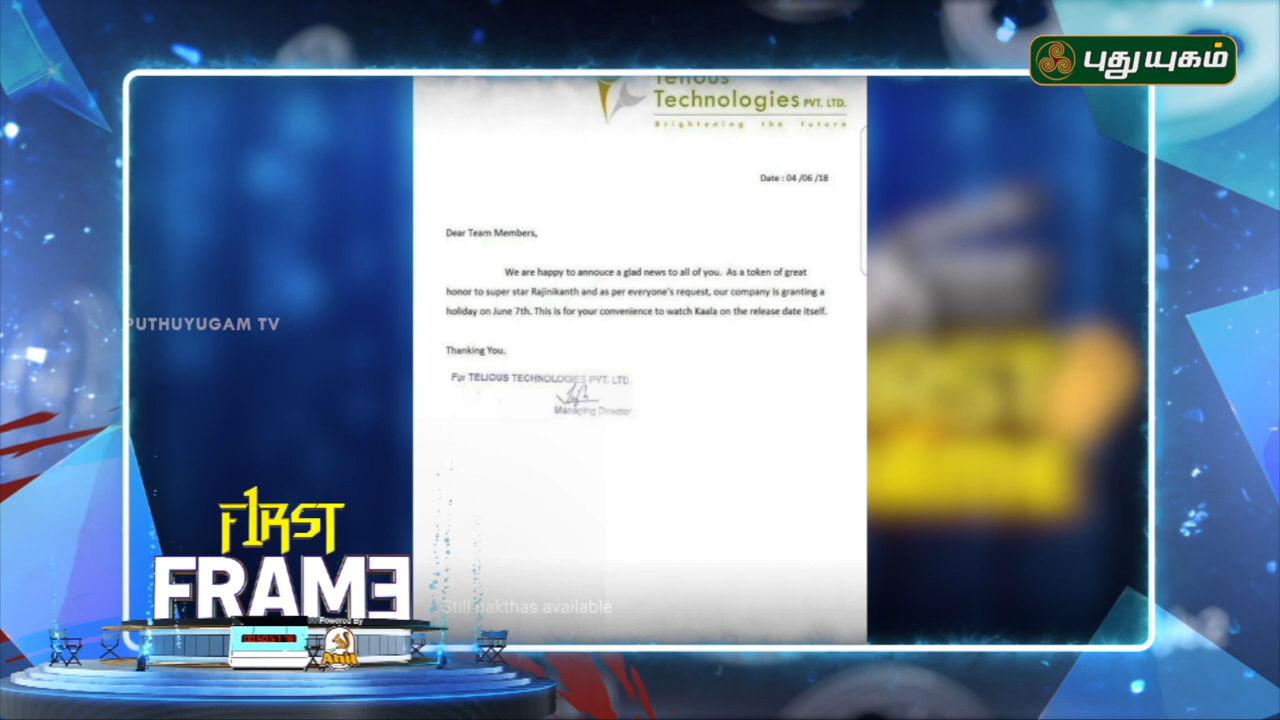 புதுயுகம்
Telious
Technologies PVT. LTD.
Brightening the future
Date : 04 /06 /18
Dear Team Members,
We are happy to annouce a glad news to all of you. As a token of great
honor to super star Rajinikanth and as per everyone's request, our company is granting a
holiday on June 7th. This is for your convenience to watch Kaala on the release date itself.
PUTHUYUGAM TV
Thanking You.
For TELIOUS TECHNOLOGIES PVT. LTD.
Managing Director
F1RST
FRAME
Powered By
Anil
Still pakthas available